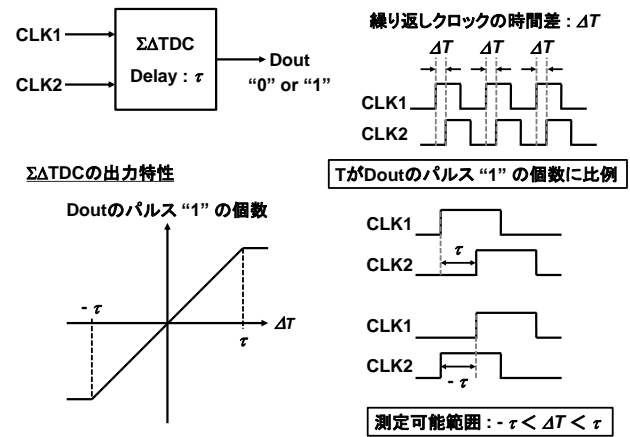 CLK1
CLK2
ΣΔTDC
Delay : τ
Dout
“0” or “1”
繰り返しクロックの時間差 : ΔT
ΔT ΔT ΔT
CLK1
CLK2
ΣΔTDCの出力特性
Doutのパルス “1” の個数
- τ
τ
ΔT
TがDoutのパルス “1” の個数に比例
CLK1
CLK2
τ
CLK1
CLK2
- τ
測定可能範囲 : - τ < ΔT < τ